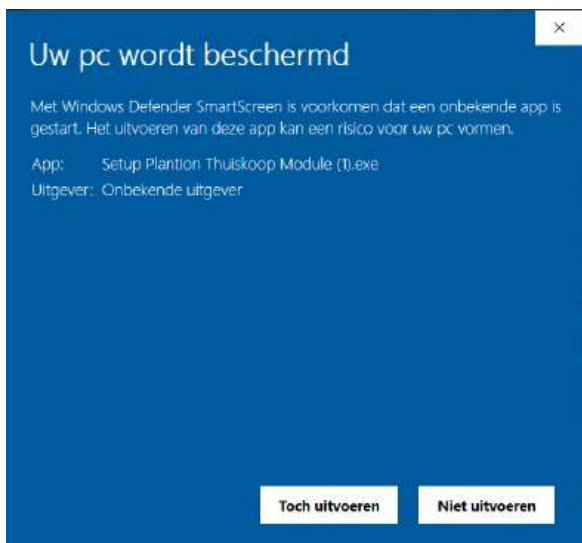 Uw pc wordt beschermd
Met Windows Defender SmartScreen is voorkomen dat een onbekende app is
gestart. Het uitvoeren van deze app kan een risico voor uw pc vormen.
App: Setup Plantion Thuiskoop Module (1).exe
Uitgever: Onbekende uitgever
Toch uitvoeren Niet uitvoeren